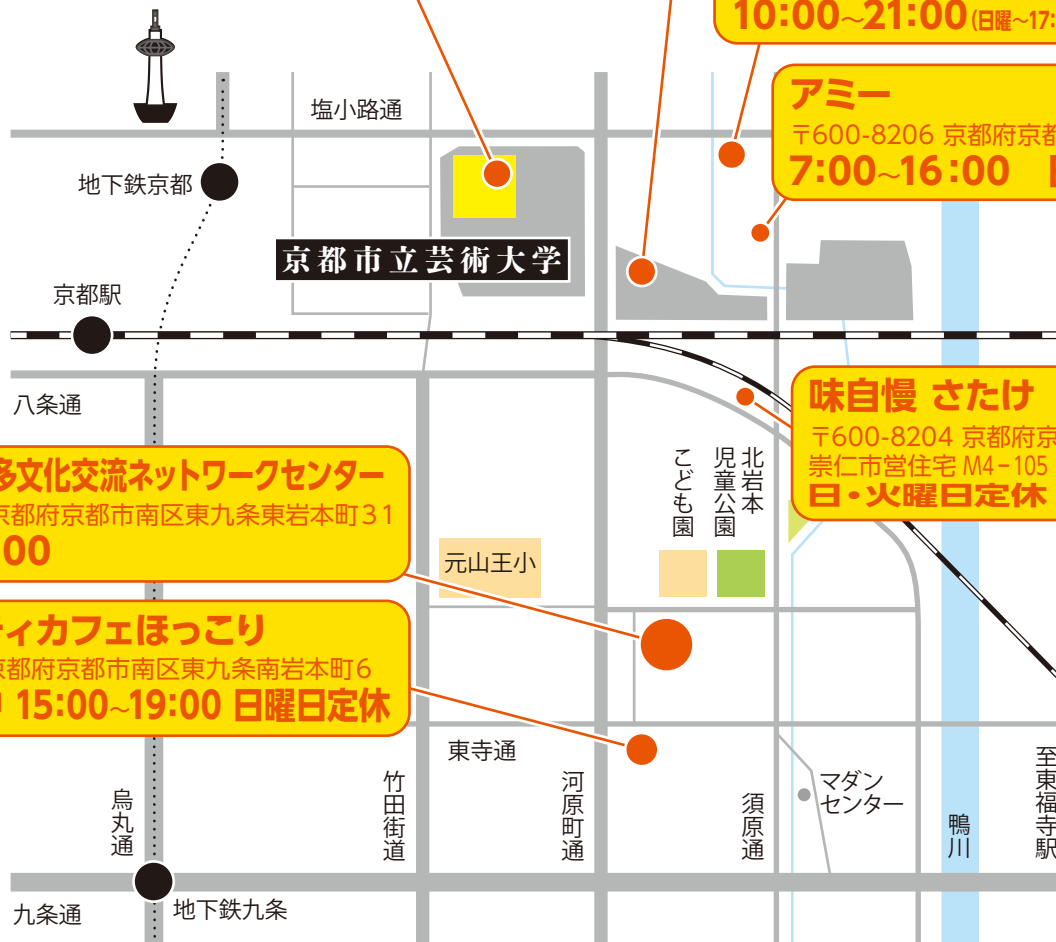 10:00~21:00(日曜~17:
塩小路通
アミー
〒600-8206 京都府京都
7:00~16:00
地下鉄京都
京都市立芸術大学
京都駅
八条通
味自慢 さたけ
〒600-8204 京都府京
崇仁市営住宅 M4-105
日・火曜日定休
多文化交流ネットワークセンター
京都府京都市南区東九条東岩本町31
00
こども園
北岩本
児童公園
元山王小
ィカフェほっこり
京都府京都市南区東九条南岩本町6
15:00~19:00 日曜日定休
東寺通
烏丸通
竹田街道
河原町通
須原通
マダン
センター
鴨川
至東福寺駅
九条通
地下鉄九条